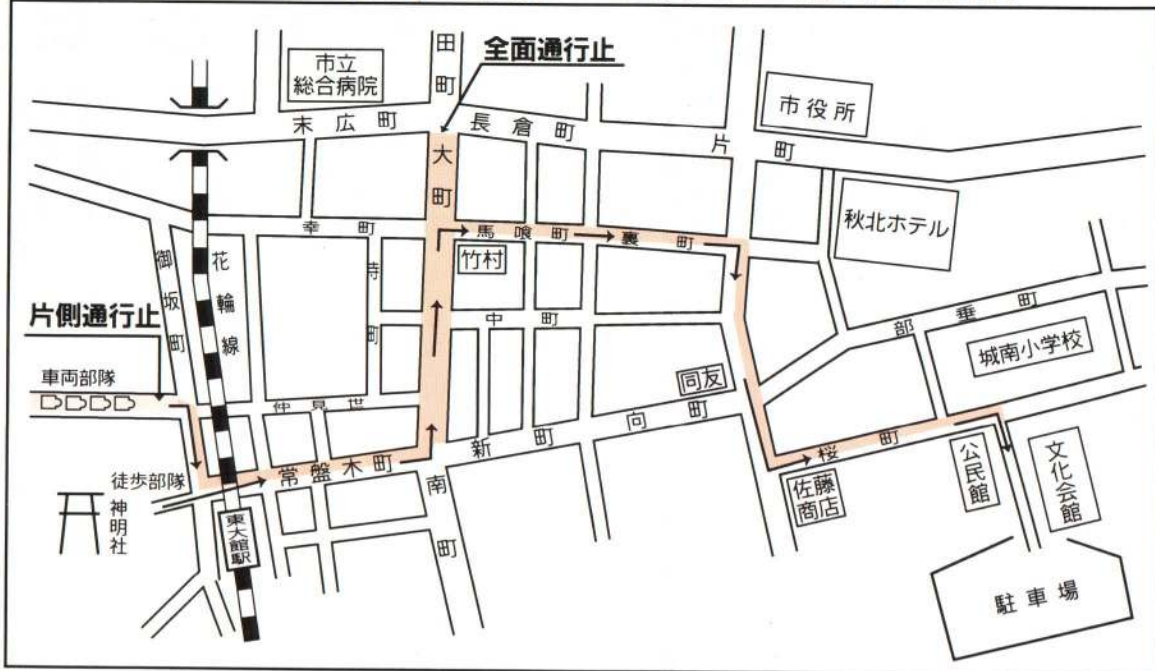 市立
総合病院
田町
全面通行止
市役所
末広町
長倉町
片町
大町
秋北ホテル
幸町
馬喰町
裏町
竹村
寺町
御坂町
花輪線
中町
部垂町
城南小学校
片側通行止
車両部隊
同友
仲見世
新町
向町
桜町
常盤木町
徒歩部隊
神明社
東大館駅
南町
佐藤
商店
公民館
文化会館
駐車場